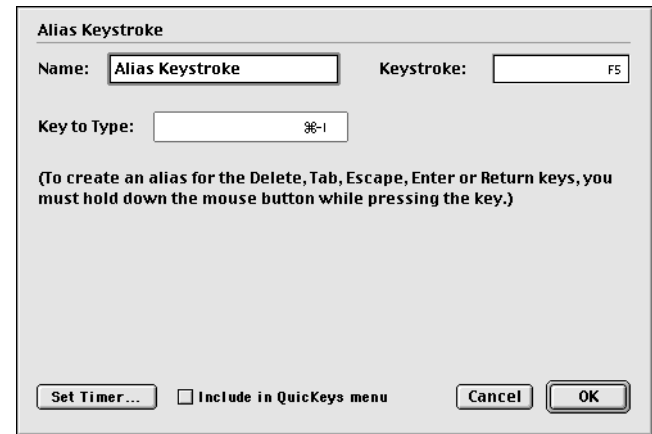 Alias Keystroke
Name: Alias Keystroke Keystroke: F5
Key to Type: ⌘-I
(To create an alias for the Delete, Tab, Escape, Enter or Return keys, you
must hold down the mouse button while pressing the key.)
Set Timer... Include in QuicKeys menu Cancel OK